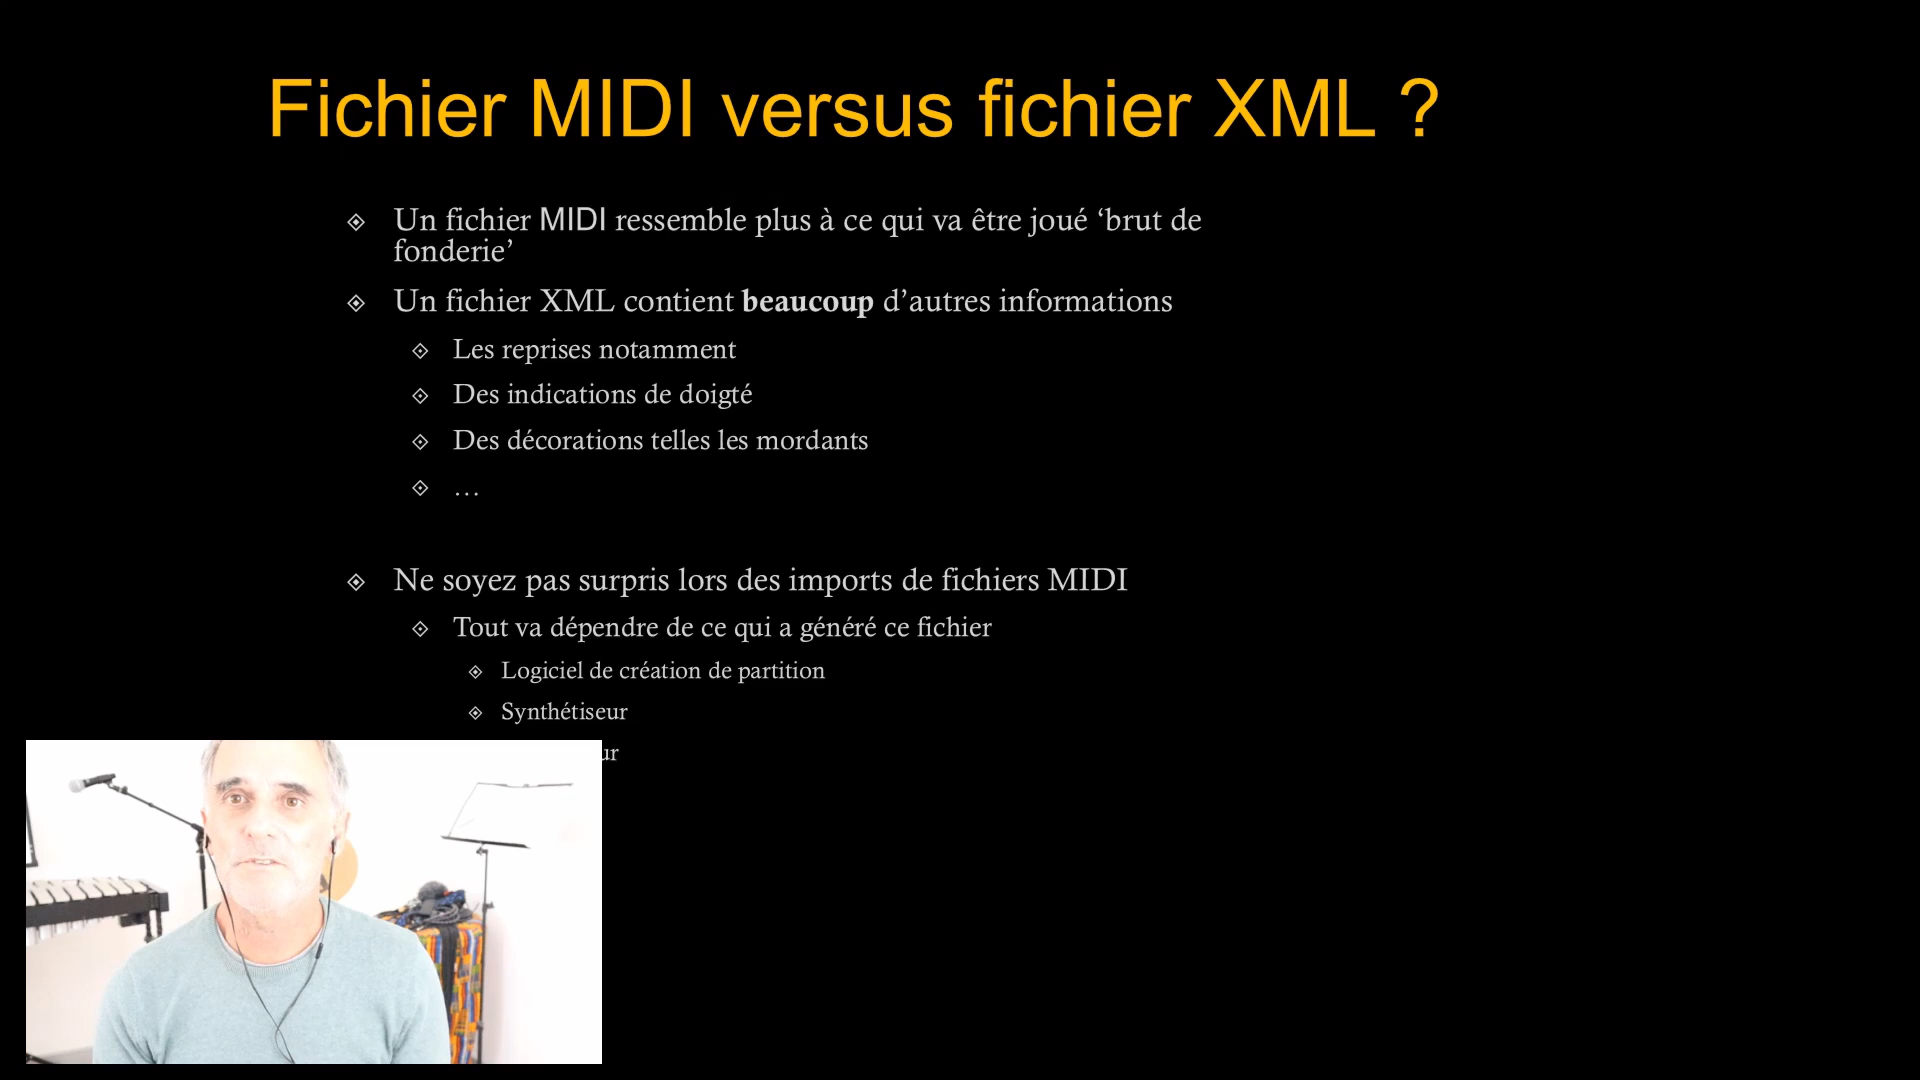 Fichier MIDI versus fichier XML ?
Un fichier MIDI ressemble plus à ce qui va être joué ‘brut de
fonderie’
Un fichier XML contient beaucoup d’autres informations
Les reprises notamment
Des indications de doigté
Des décorations telles les mordants
…
Ne soyez pas surpris lors des imports de fichiers MIDI
Tout va dépendre de ce qui a généré ce fichier
Logiciel de création de partition
Synthétiseur